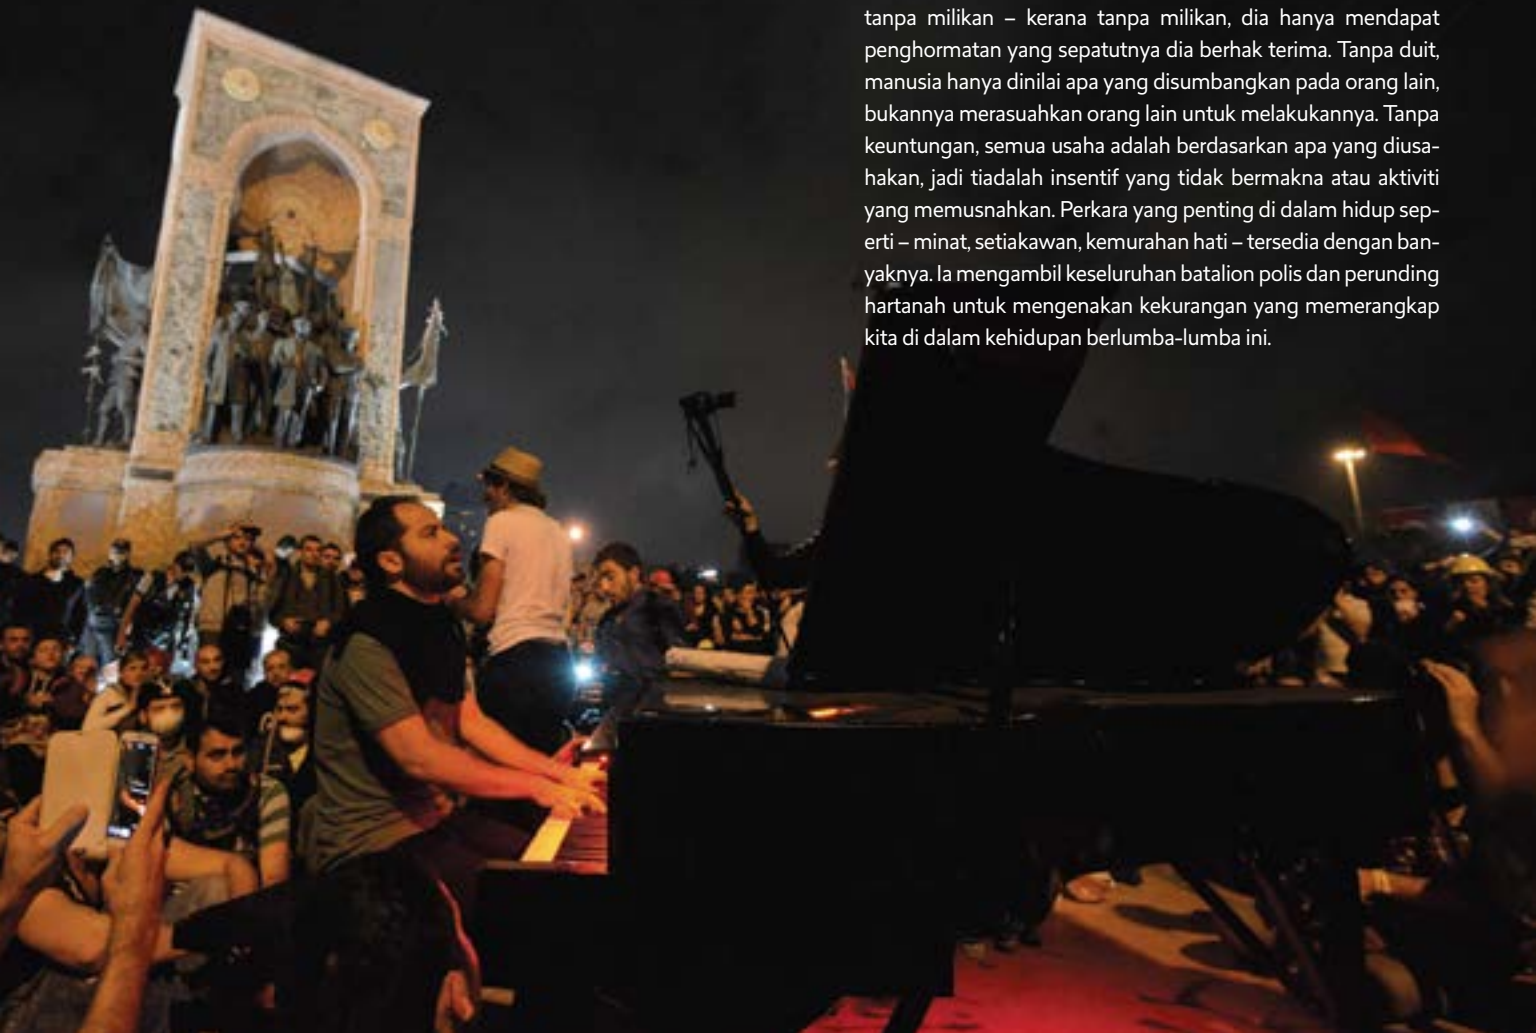 tanpa milikan – kerana tanpa milikan, dia hanya mendapat
penghormatan yang sepatutnya dia berhak terima. Tanpa duit,
manusia hanya dinilai apa yang disumbangkan pada orang lain,
bukannya merasuahkan orang lain untuk melakukannya. Tanpa
keuntungan, semua usaha adalah berdasarkan apa yang diusa-
hakan, jadi tiadalah insentif yang tidak bermakna atau aktiviti
yang memusnahkan. Perkara yang penting di dalam hidup sep-
erti – minat, setiakawan, kemurahan hati – tersedia dengan ban-
yaknya. Ia mengambil keseluruhan batalion polis dan perunding
hartanah untuk mengenakan kekurangan yang memerangkap
kita di dalam kehidupan berlumba-lumba ini.